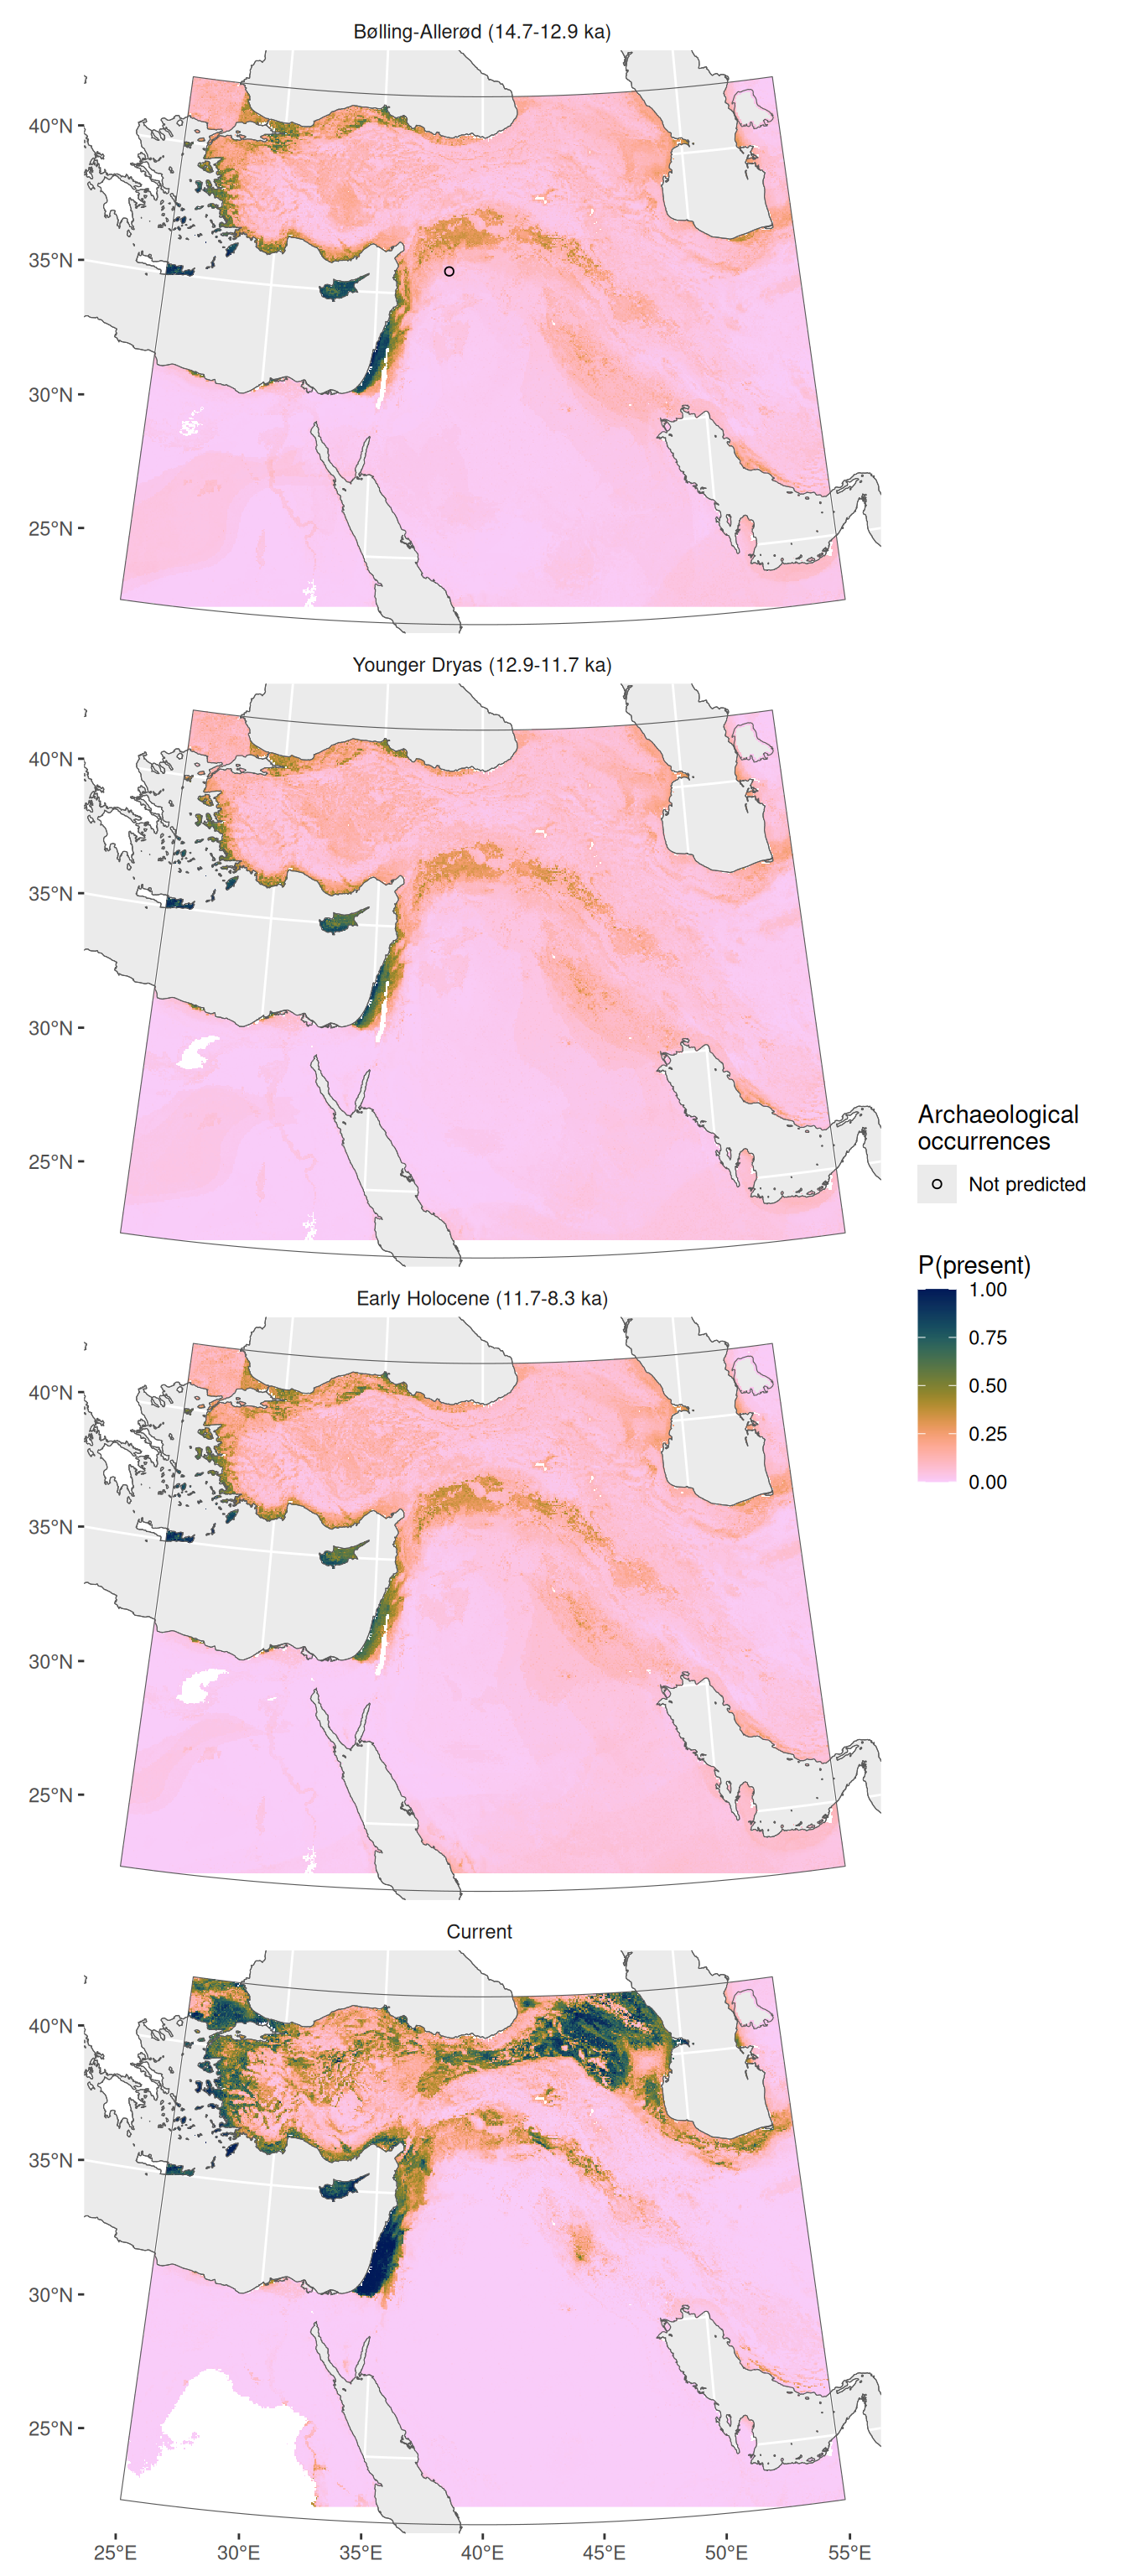 Bølling-Allerød (14.7-12.9 ka)
40°N
35°N
30°N
25°N
Younger Dryas (12.9-11.7 ka)
40°N
35°N
30°N
25°N
Archaeological
occurrences
Not predicted
P(present)
1.00
0.75
0.50
0.25
0.00
Early Holocene (11.7-8.3 ka)
40°N
35°N
30°N
25°N
Current
40°N
35°N
30°N
25°N
25°E 30°E 35°E 40°E 45°E 50°E 55°E